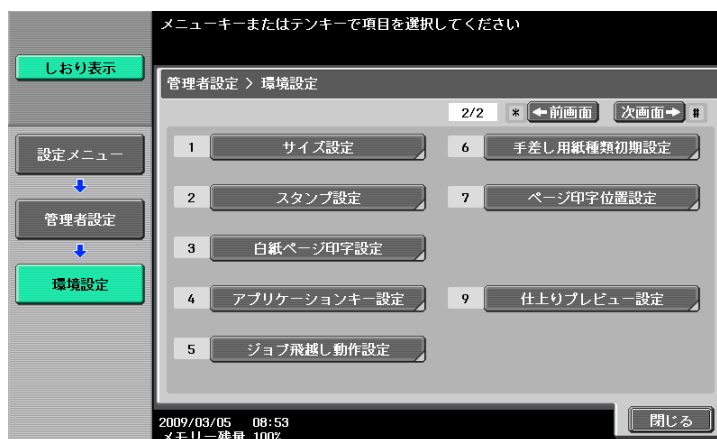 メニューキーまたはテンキーで項目を選択してください
しおり表示
管理者設定 > 環境設定
2/2 * ←前画面 次画面→ #
設定メニュー
管理者設定
環境設定
1 サイズ設定
2 スタンプ設定
3 白紙ページ印字設定
4 アプリケーションキー設定
5 ジョブ飛越し動作設定
6 手差し用紙種類初期設定
7 ページ印字位置設定
9 仕上りプレビュー設定
閉じる
2009/03/05 08:53
メモリー残量 100%